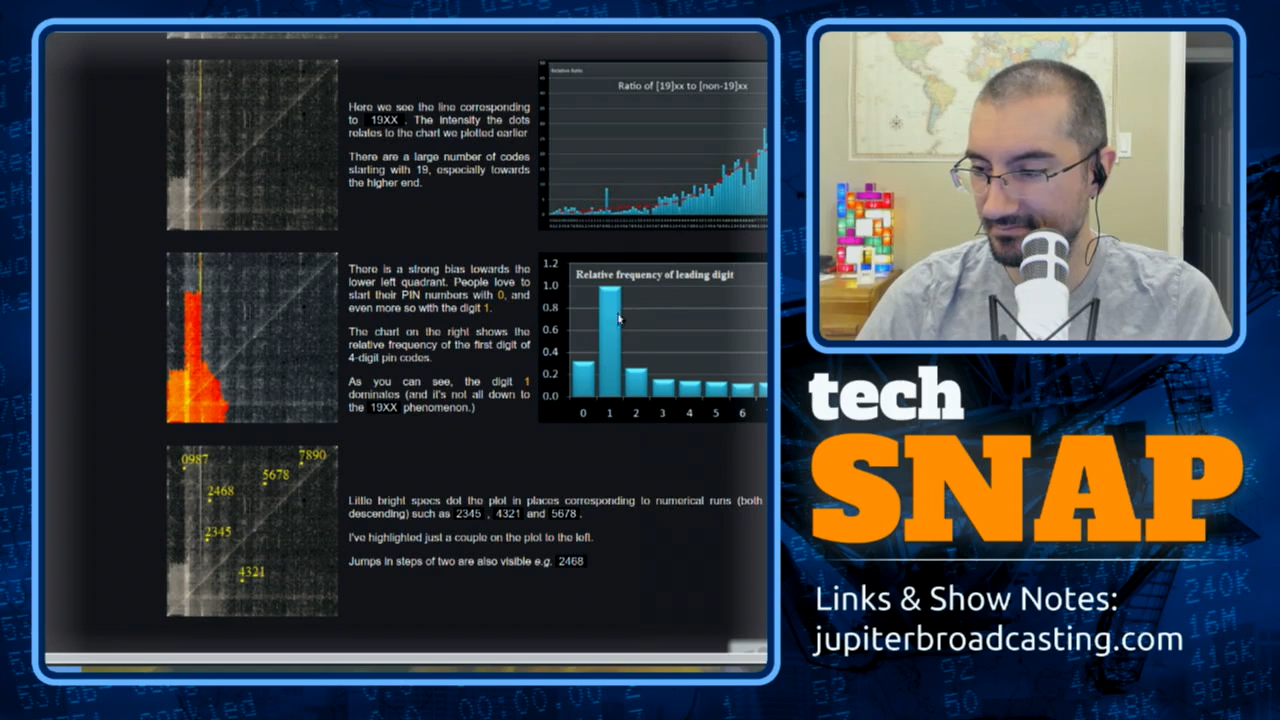 Here we see the line corresponding
to 19XX . The intensity the dots
relates to the chart we plotted earlier
There are a large number of codes
starting with 19, especially towards
the higher end.
Relative Ratio
Ratio of [19]xx to [non-19]xx
There is a strong bias towards the
lower left quadrant. People love to
start their PIN numbers with 0, and
even more so with the digit 1.
The chart on the right shows the
relative frequency of the first digit of
4-digit pin codes.
As you can see, the digit 1
dominates (and it's not all down to
the 19XX phenomenon.)
Relative frequency of leading digit
1.2
1.0
0.8
0.6
0.4
0.2
0.0
0 1 2 3 4 5 6
0987
7890
5678
2468
2345
4321
Little bright specs dot the plot in places corresponding to numerical runs (both
descending) such as 2345 , 4321 and 5678 .
I've highlighted just a couple on the plot to the left.
Jumps in steps of two are also visible e.g. 2468
tech
SNAP
Links & Show Notes:
jupiterbroadcasting.com